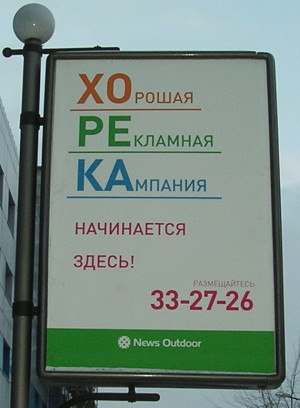 ХОРОШАЯ
РЕКЛАМНАЯ
КАМПАНИЯ
НАЧИНАЕТСЯ
ЗДЕСЬ!
РАЗМЕЩАЙТЕСЬ
33-27-26
News Outdoor